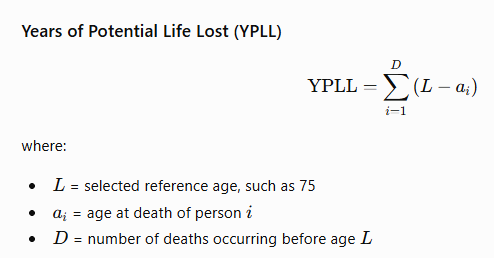 Years of Potential Life Lost (YPLL)
YPLL = \sum_{i=1}^{D} (L − a_i)
where:
• L = selected reference age, such as 75
• a_i = age at death of person i
• D = number of deaths occurring before age L